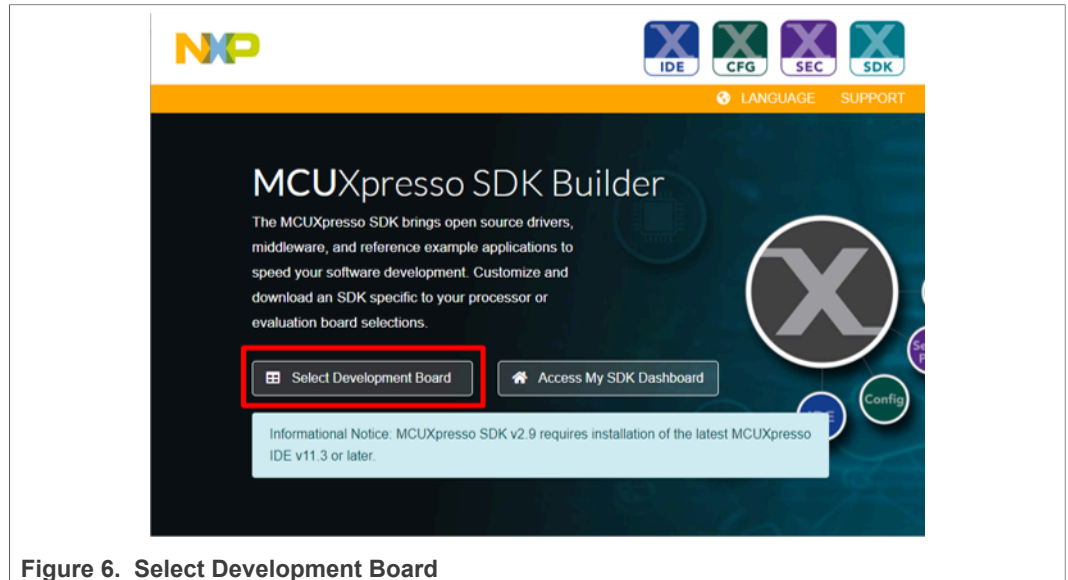 NXP
IDE CFG SEC SDK
LANGUAGE SUPPORT
MCUXpresso SDK Builder
The MCUXpresso SDK brings open source drivers,
middleware, and reference example applications to
speed your software development. Customize and
download an SDK specific to your processor or
evaluation board selections.
Select Development Board Access My SDK Dashboard
Config
Informational Notice: MCUXpresso SDK v2.9 requires installation of the latest MCUXpresso
IDE v11.3 or later.
Figure 6. Select Development Board